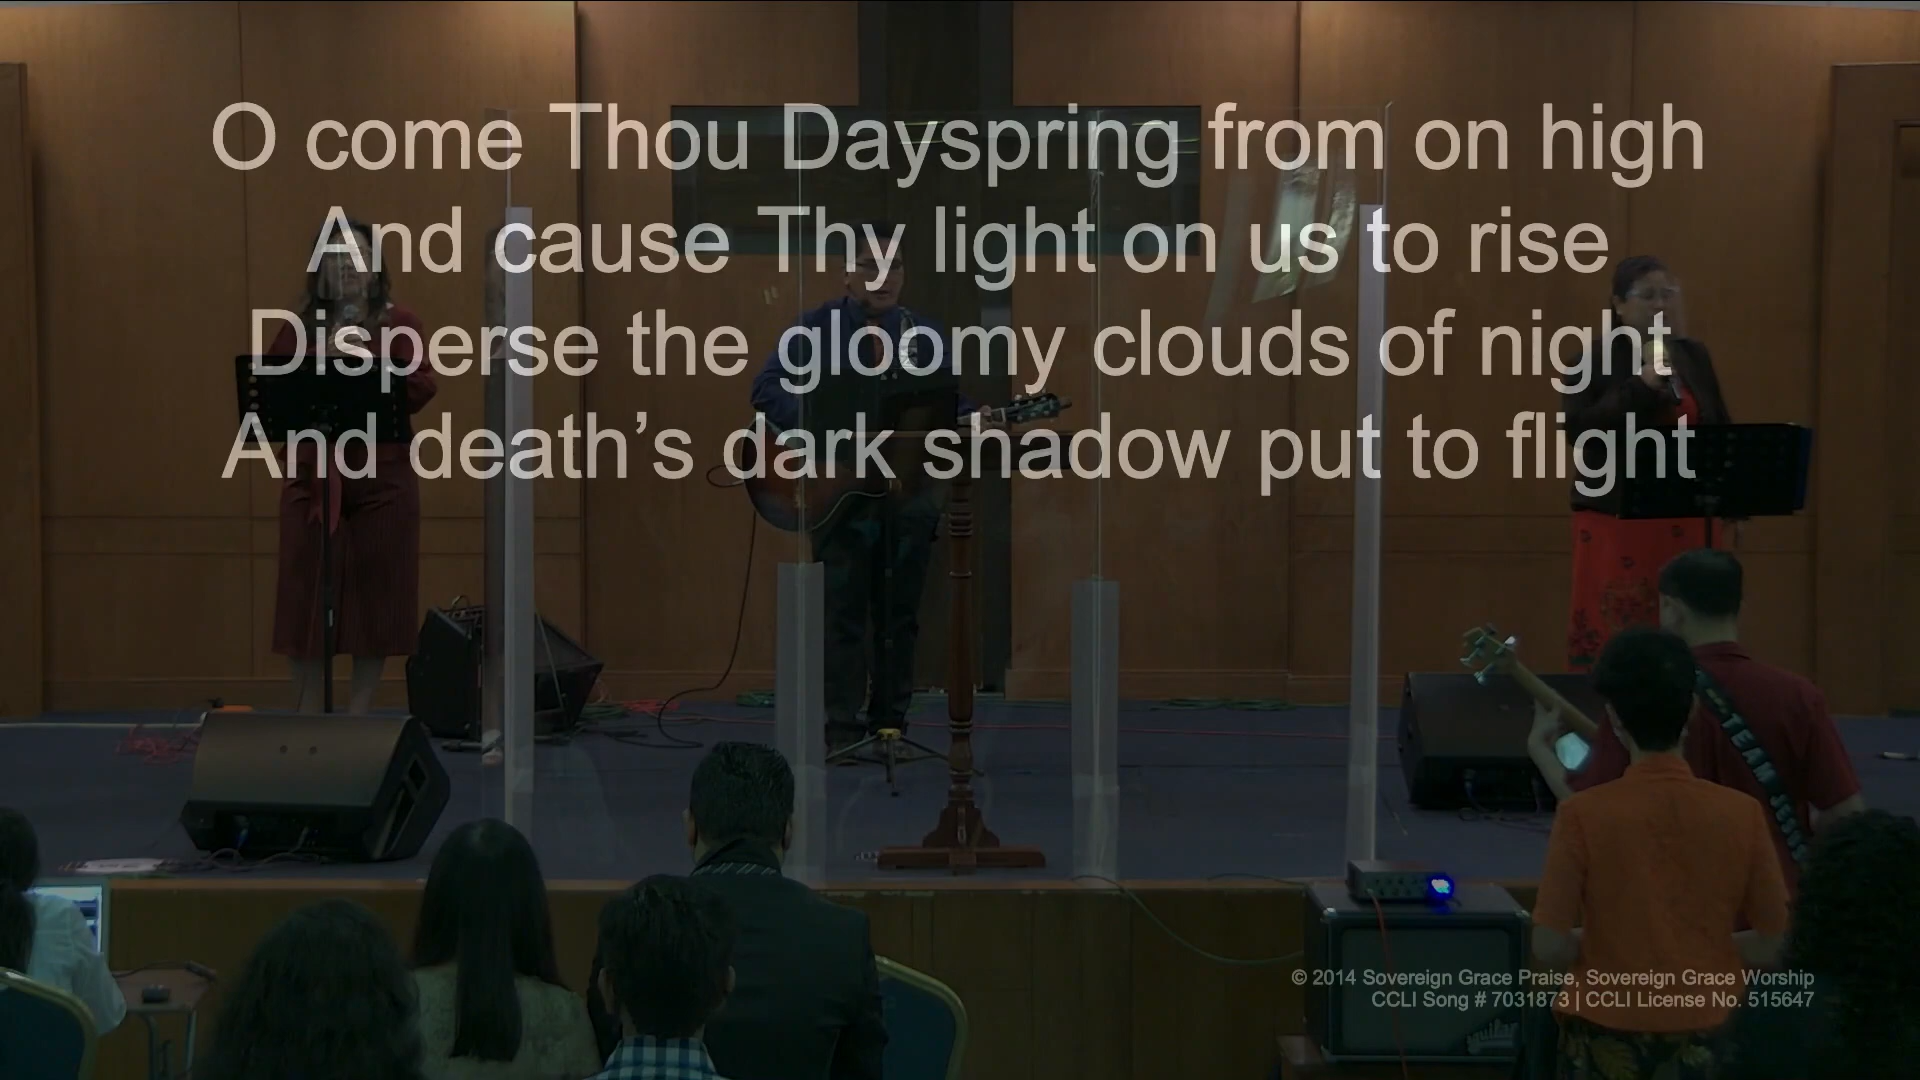 O come Thou Dayspring from on high
And cause Thy light on us to rise
Disperse the gloomy clouds of night
And death’s dark shadow put to flight
TEAM JESUS
© 2014 Sovereign Grace Praise, Sovereign Grace Worship
CCLI Song # 7031873 | CCLI License No. 515647